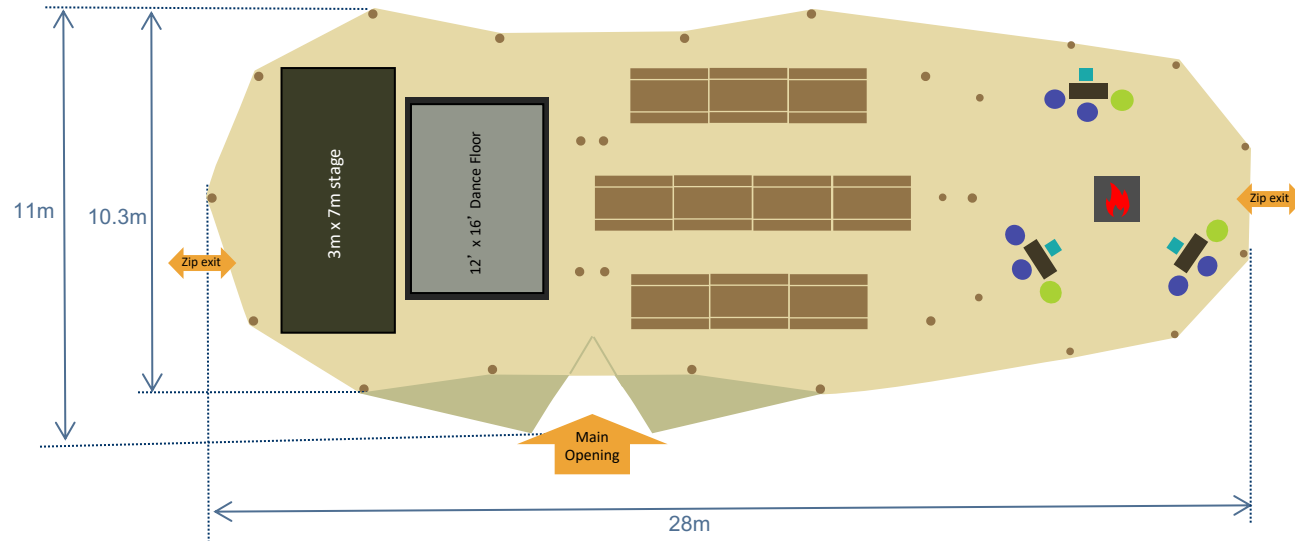 11m
10.3m
3m x 7m stage
12' x 16' Dance Floor
Zip exit
Zip exit
Main
Opening
28m